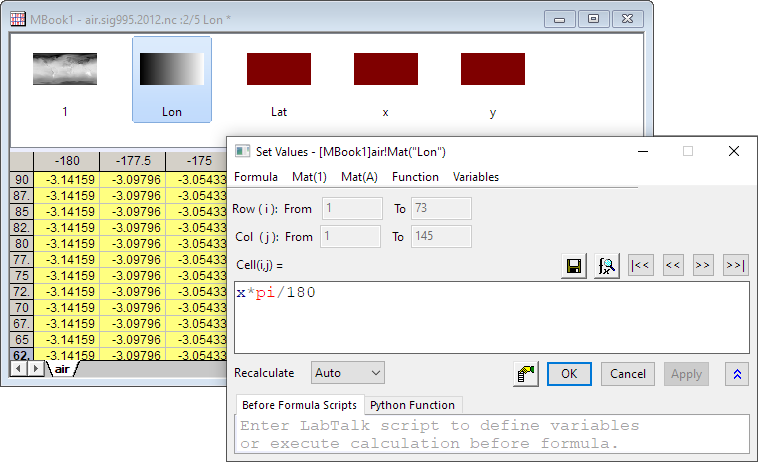 MBook1 - air.sig995.2012.nc :2/5 Lon *
1 Lon Lat x y
-180 -177.5 -175
90 -3.14159 -3.09796 -3.05433
87. -3.14159 -3.09796 -3.05433
85 -3.14159 -3.09796 -3.05433
82. -3.14159 -3.09796 -3.05433
80 -3.14159 -3.09796 -3.05433
77. -3.14159 -3.09796 -3.05433
75 -3.14159 -3.09796 -3.05433
72. -3.14159 -3.09796 -3.05433
70 -3.14159 -3.09796 -3.05433
67. -3.14159 -3.09796 -3.05433
65 -3.14159 -3.09796 -3.05433
62. -3.14159 -3.09796 -3.05433
air
Set Values - [MBook1]air!Mat("Lon")
Formula Mat(1) Mat(A) Function Variables
Row ( i ): From 1 To 73
Col ( j ): From 1 To 145
Cell(i,j) =
|<< << >> >>|
x*pi/180
Recalculate Auto OK Cancel Apply
Before Formula Scripts Python Function
Enter LabTalk script to define variables
or execute calculation before formula.